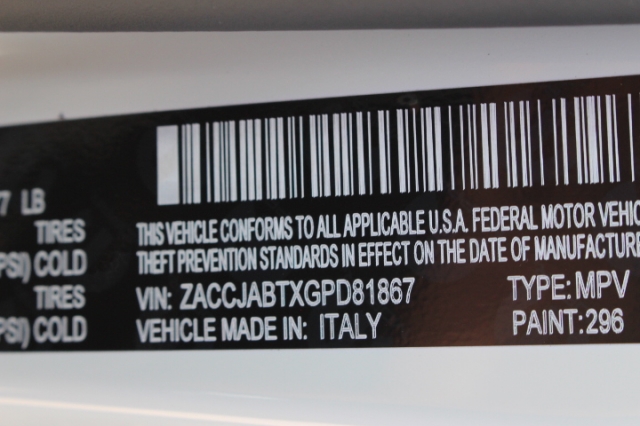 7 LB
TIRES
PSI) COLD
TIRES
PSI) COLD
THIS VEHICLE CONFORMS TO ALL APPLICABLE U.S.A. FEDERAL MOTOR VEHIC
THEFT PREVENTION STANDARDS IN EFFECT ON THE DATE OF MANUFACTURE
VIN: ZACCJABTXGPD81867 TYPE: MPV
VEHICLE MADE IN: ITALY PAINT: 296